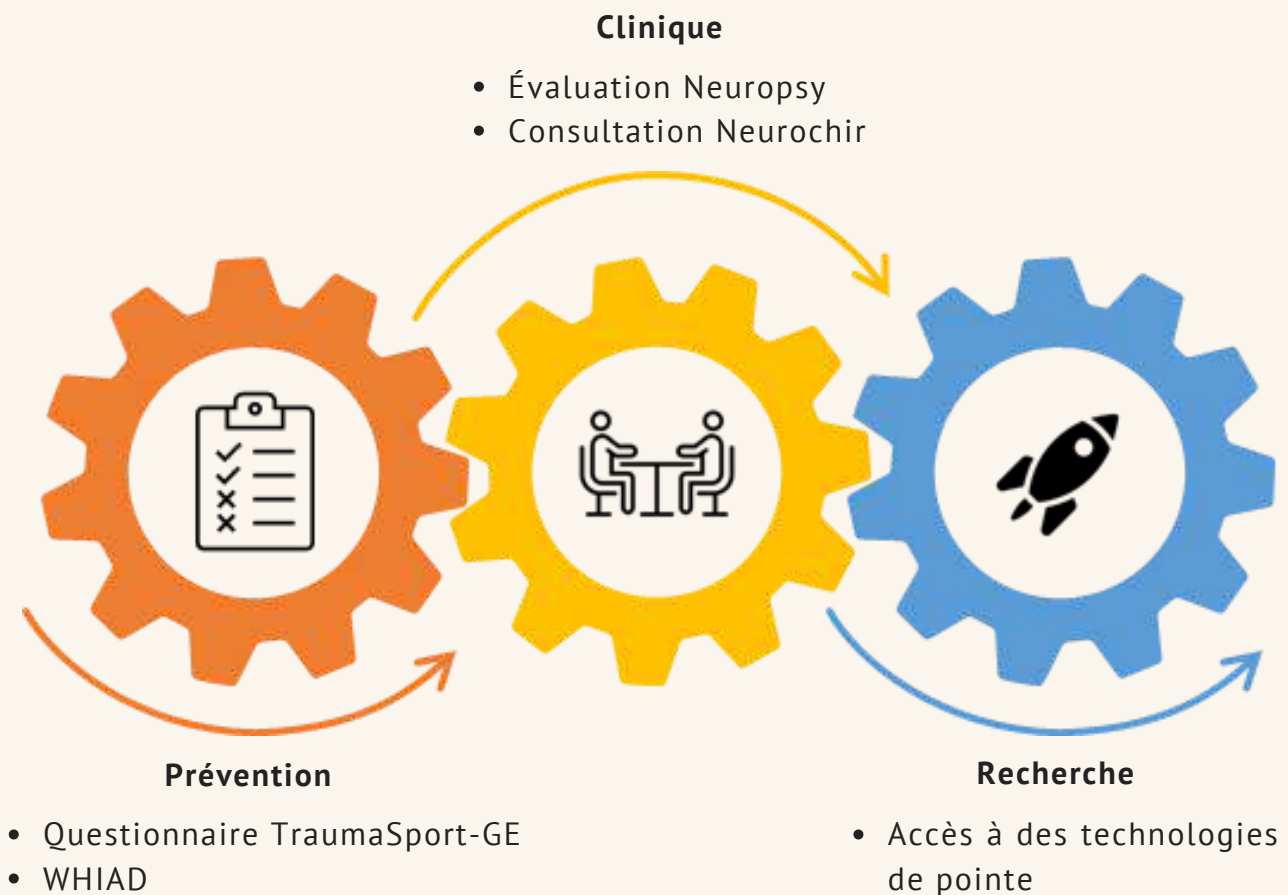 Clinique
• Évaluation Neuropsy
• Consultation Neurochir
Prévention
• Questionnaire TraumaSport-GE
• WHIAD
Recherche
• Accès à des technologies
de pointe